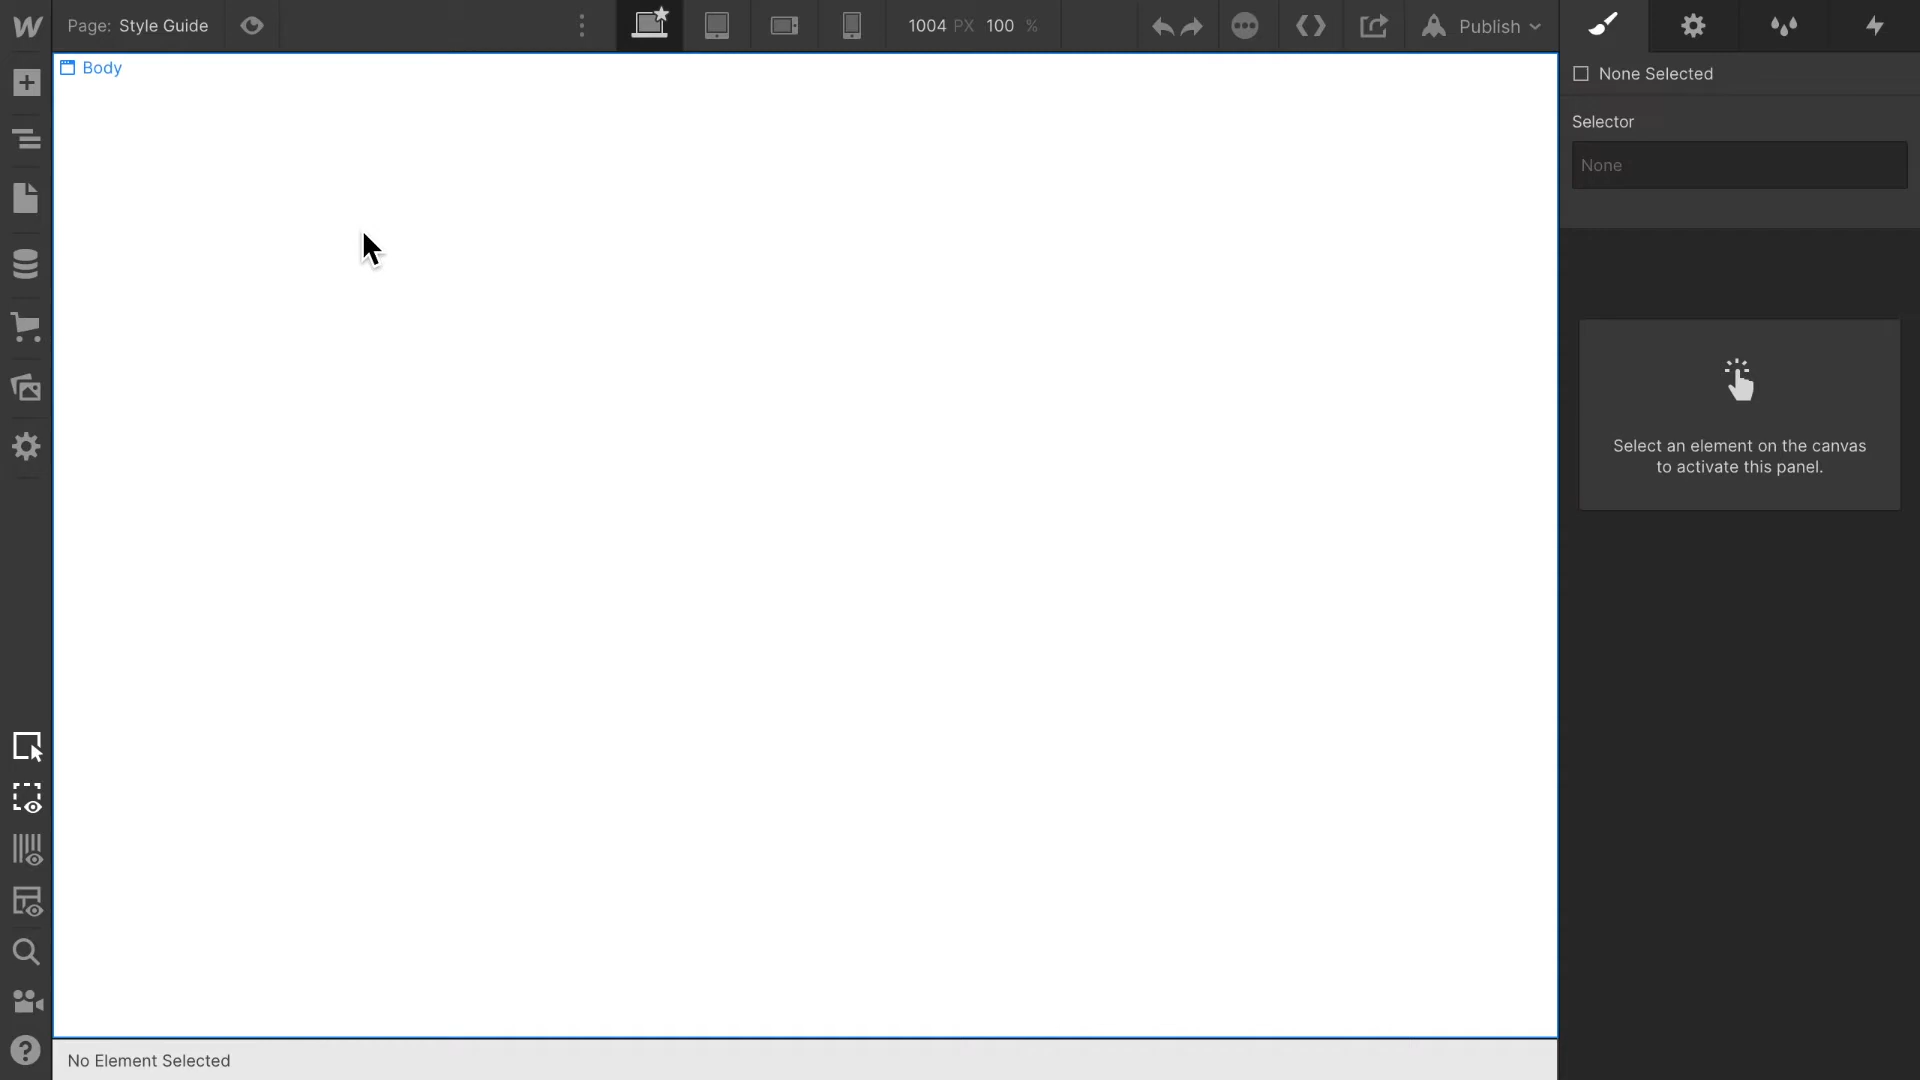 Page: Style Guide
1004 PX 100 %
Publish
Body
None Selected
Selector
None
Select an element on the canvas
to activate this panel.
No Element Selected